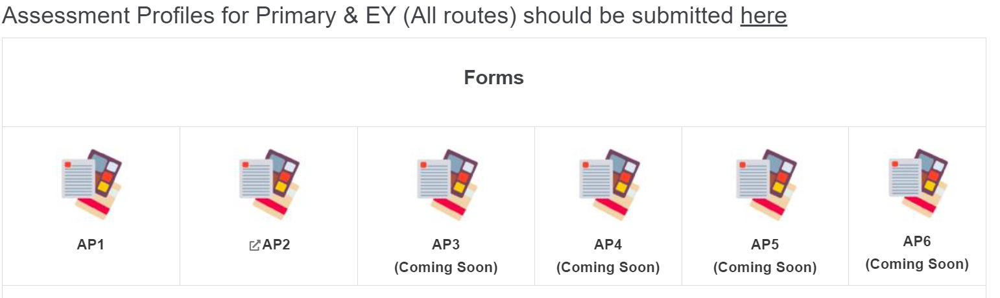 Assessment Profiles for Primary & EY (All routes) should be submitted here
Forms
AP1
AP2
AP3
(Coming Soon)
AP4
(Coming Soon)
AP5
(Coming Soon)
AP6
(Coming Soon)